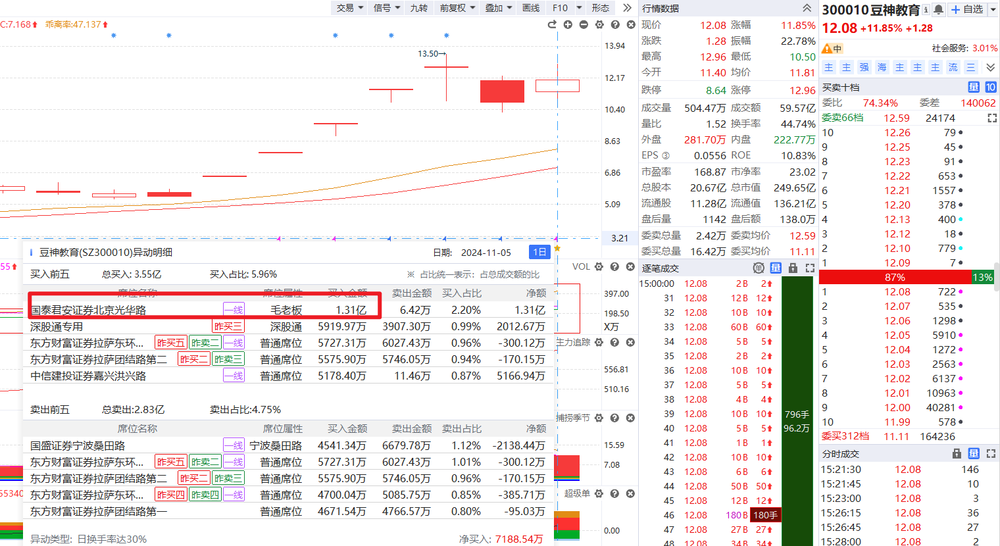 交易 信号 九转 前复权 叠加 画线 F10 形态
C:7.168 乖离率:47.137
13.50
13.94
12.17
10.40
8.63
6.86
5.09
3.21
豆神教育(SZ300010)异动明细 日期: 2024-11-05 1日
买入前五 总买入: 3.55亿 买入占比: 5.96% ※ 占比统一表示: 占总成交额的比
席位名称 席位属性 买入金额 卖出金额 买入占比 净额
国泰君安证券北京光华路 一线 毛老板 1.31亿 6.42万 2.20% 1.31亿
深股通专用 昨买三 深股通 5919.97万 3907.30万 0.99% 2012.67万
东方财富证券拉萨东环... 昨买五 昨卖二 一线 普通席位 5727.31万 6027.43万 0.96% -300.12万
东方财富证券拉萨团结路第二 昨买二 昨卖三 普通席位 5575.90万 5746.05万 0.94% -170.15万
中信建投证券嘉兴洪兴路 一线 普通席位 5178.40万 11.46万 0.87% 5166.94万
卖出前五 总卖出:2.83亿 卖出占比:4.75%
席位名称 席位属性 买入金额 卖出金额 卖出占比 净额
国盛证券宁波桑田路 一线 宁波桑田路 4541.34万 6679.78万 1.12% -2138.44万
东方财富证券拉萨东环... 昨买五 昨卖二 一线 普通席位 5727.31万 6027.43万 1.01% -300.12万
东方财富证券拉萨团结路第二 昨买二 昨卖三 普通席位 5575.90万 5746.05万 0.96% -170.15万
东方财富证券拉萨东环... 昨买四 昨卖四 一线 普通席位 4700.04万 5085.75万 0.85% -385.71万
东方财富证券拉萨团结路第一 普通席位 4671.54万 4766.57万 0.80% -95.03万
异动类型: 日换手率达30% 净买入: 7188.54万
55
55340
VOL
397.00
198.50
X万
主力追踪
556.81
510.16
捕捞季节
15.59
7.08
超级单
0.00
行情数据
现价 12.08 涨幅 11.85%
涨跌 1.28 振幅 22.78%
最高 12.96 最低 10.50
今开 11.40 均价 11.81
跌停 8.64 涨停 12.96
成交量 504.47万 成交额 59.57亿
量比 1.52 换手率 44.74%
外盘 281.70万 内盘 222.77万
EPS ③ 0.0556 ROE 10.83%
市盈率 168.87 市净率 23.02
总股本 20.67亿 总市值 249.65亿
流通股 11.28亿 流通值 136.21亿
盘后量 1142 盘后额 138.0万
委卖总量 2.42万 委卖均价 12.59
委买总量 16.42万 委买均价 11.11
逐笔成交 单 量
15:00:00 12.08 2B 2
31 12.08 12B 12
32 12.08 10B 10
33 12.08 60B 60
34 12.08 5B 5
35 12.08 2B 2
36 12.08 10B 10
37 12.08 5B 5
38 12.08 4B 4
39 12.08 10B 10
40 12.08 5B 5
41 12.08 1B 1
42 12.08 10B 10
43 12.08 6B 6
44 12.08 50B 50
45 12.08 12B 12
46 12.08 180B 180手
47 12.08 27B 27
48 12.08 34B 34
796手
96.2万
300010豆神教育 自选
12.08 +11.85% +1.28
中 社会服务: 3.01%
主 主 强 海 主 主 主 流 三
买卖十档 量 10
委比 74.34% 委差 140062
委卖66档 12.59 24174
10 12.26 79
9 12.25 45
8 12.23 91
7 12.22 653
6 12.21 1557
5 12.20 378
4 12.13 400
3 12.12 18
2 12.10 779
1 12.09 7
87% 13%
1 12.08 722
2 12.07 535
3 12.06 1298
4 12.05 5910
5 12.04 1272
6 12.03 2563
7 12.02 6137
8 12.01 10963
9 12.00 40281
10 11.99 578
委买312档 11.11 164236
分时成交 量
15:21:30 12.08 146
15:21:45 12.08 10
15:23:00 12.08 3
15:26:15 12.08 36
15:26:45 12.08 27
15:28:00 12.08 2